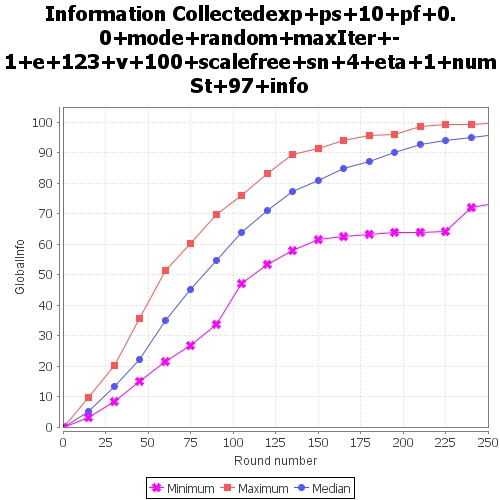 Information Collectedexp+ps+10+pf+0.
0+mode+random+maxIter+-
1+e+123+v+100+scalefree+sn+4+eta+1+num
St+97+info
100
90
80
70
60
50
40
30
20
10
0
GlobalInfo
0 25 50 75 100 125 150 175 200 225 250
Round number
Minimum Maximum Median